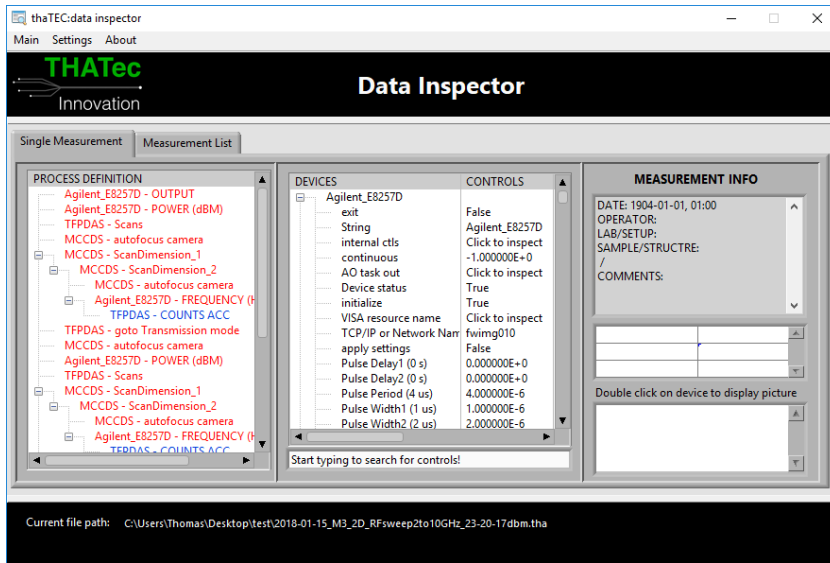 thaTEC:data inspector
Main Settings About
THATec
Innovation
Data Inspector
Single Measurement Measurement List
PROCESS DEFINITION
Agilent_E8257D - OUTPUT
Agilent_E8257D - POWER (dBM)
TFPDAS - Scans
MCCDS - autofocus camera
MCCDS - ScanDimension_1
MCCDS - ScanDimension_2
MCCDS - autofocus camera
Agilent_E8257D - FREQUENCY (H
TFPDAS - COUNTS ACC
TFPDAS - goto Transmission mode
MCCDS - autofocus camera
Agilent_E8257D - POWER (dBM)
TFPDAS - Scans
MCCDS - ScanDimension_1
MCCDS - ScanDimension_2
MCCDS - autofocus camera
Agilent_E8257D - FREQUENCY (H
TFPDAS - COUNTS ACC
DEVICES CONTROLS
Agilent_E8257D
exit False
String Agilent_E8257D
internal ctls Click to inspect
continuous -1.000000E+0
AO task out Click to inspect
Device status True
initialize True
VISA resource name Click to inspect
TCP/IP or Network Nam fwimg010
apply settings False
Pulse Delay1 (0 s) 0.000000E+0
Pulse Delay2 (0 s) 0.000000E+0
Pulse Period (4 us) 4.000000E-6
Pulse Width1 (1 us) 1.000000E-6
Pulse Width2 (2 us) 2.000000E-6
Start typing to search for controls!
MEASUREMENT INFO
DATE: 1904-01-01, 01:00
OPERATOR:
LAB/SETUP:
SAMPLE/STRUCTRE:
/
COMMENTS:
Double click on device to display picture
Current file path: C:\Users\Thomas\Desktop\test\2018-01-15_M3_2D_RFsweep2to10GHz_23-20-17dbm.tha